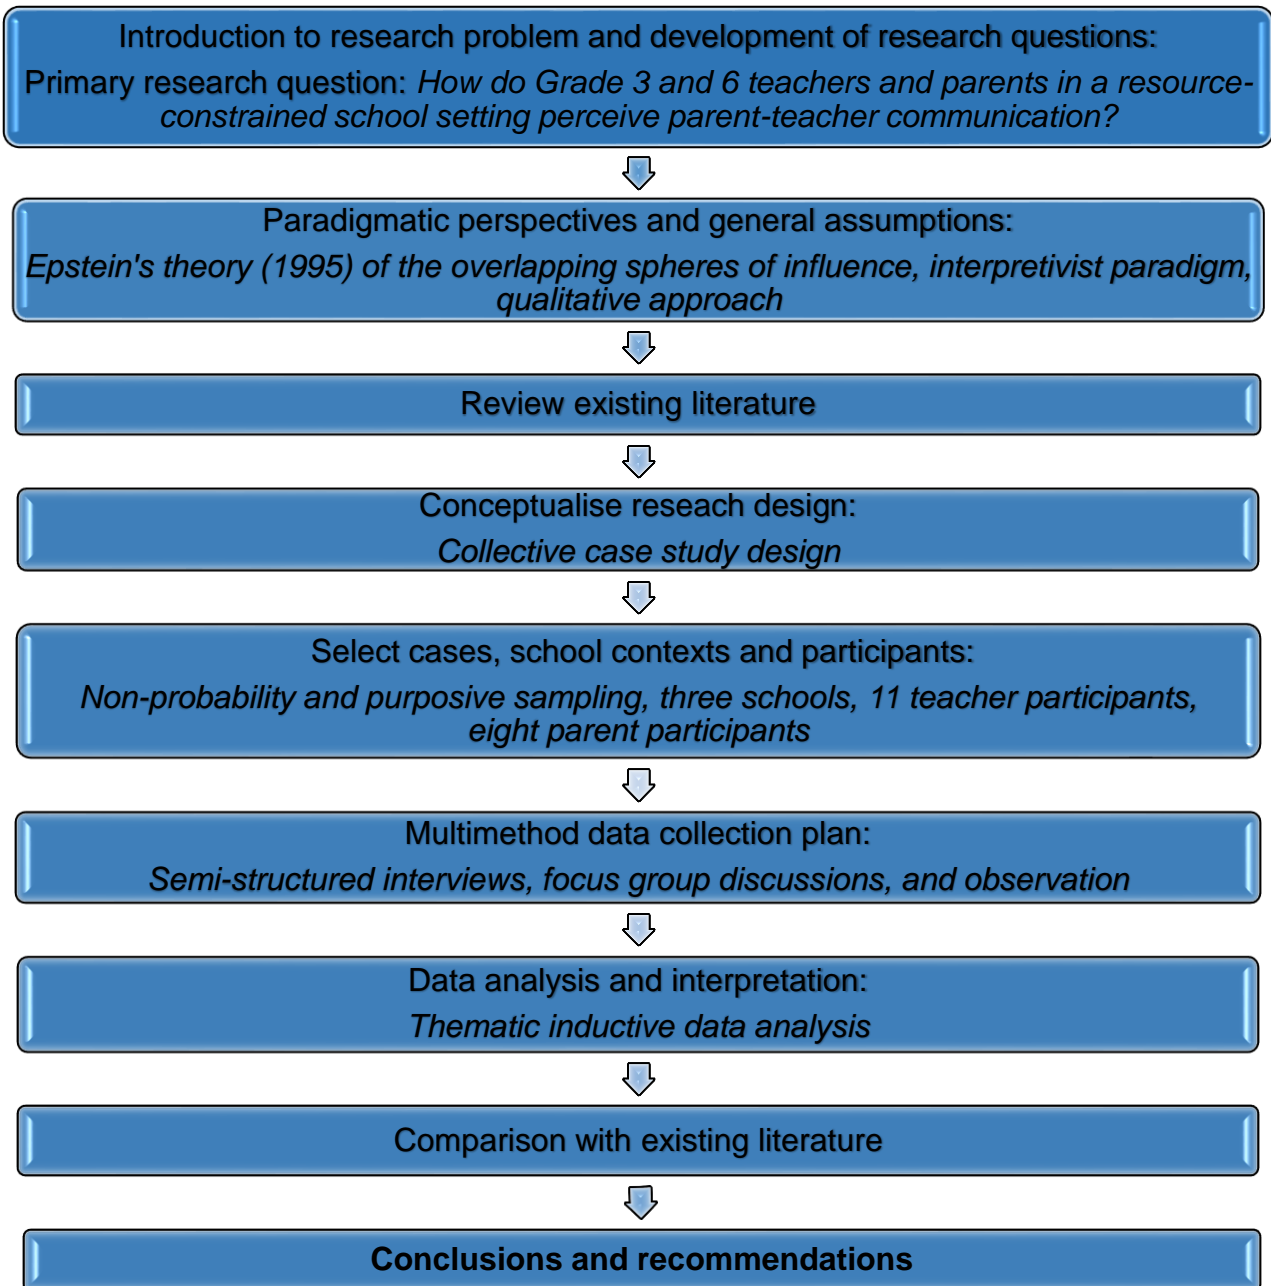 Introduction to research problem and development of research questions:
Primary research question: How do Grade 3 and 6 teachers and parents in a resource-
constrained school setting perceive parent-teacher communication?
Paradigmatic perspectives and general assumptions:
Epstein's theory (1995) of the overlapping spheres of influence, interpretivist paradigm,
qualitative approach
Review existing literature
Conceptualise reseach design:
Collective case study design
Select cases, school contexts and participants:
Non-probability and purposive sampling, three schools, 11 teacher participants,
eight parent participants
Multimethod data collection plan:
Semi-structured interviews, focus group discussions, and observation
Data analysis and interpretation:
Thematic inductive data analysis
Comparison with existing literature
Conclusions and recommendations